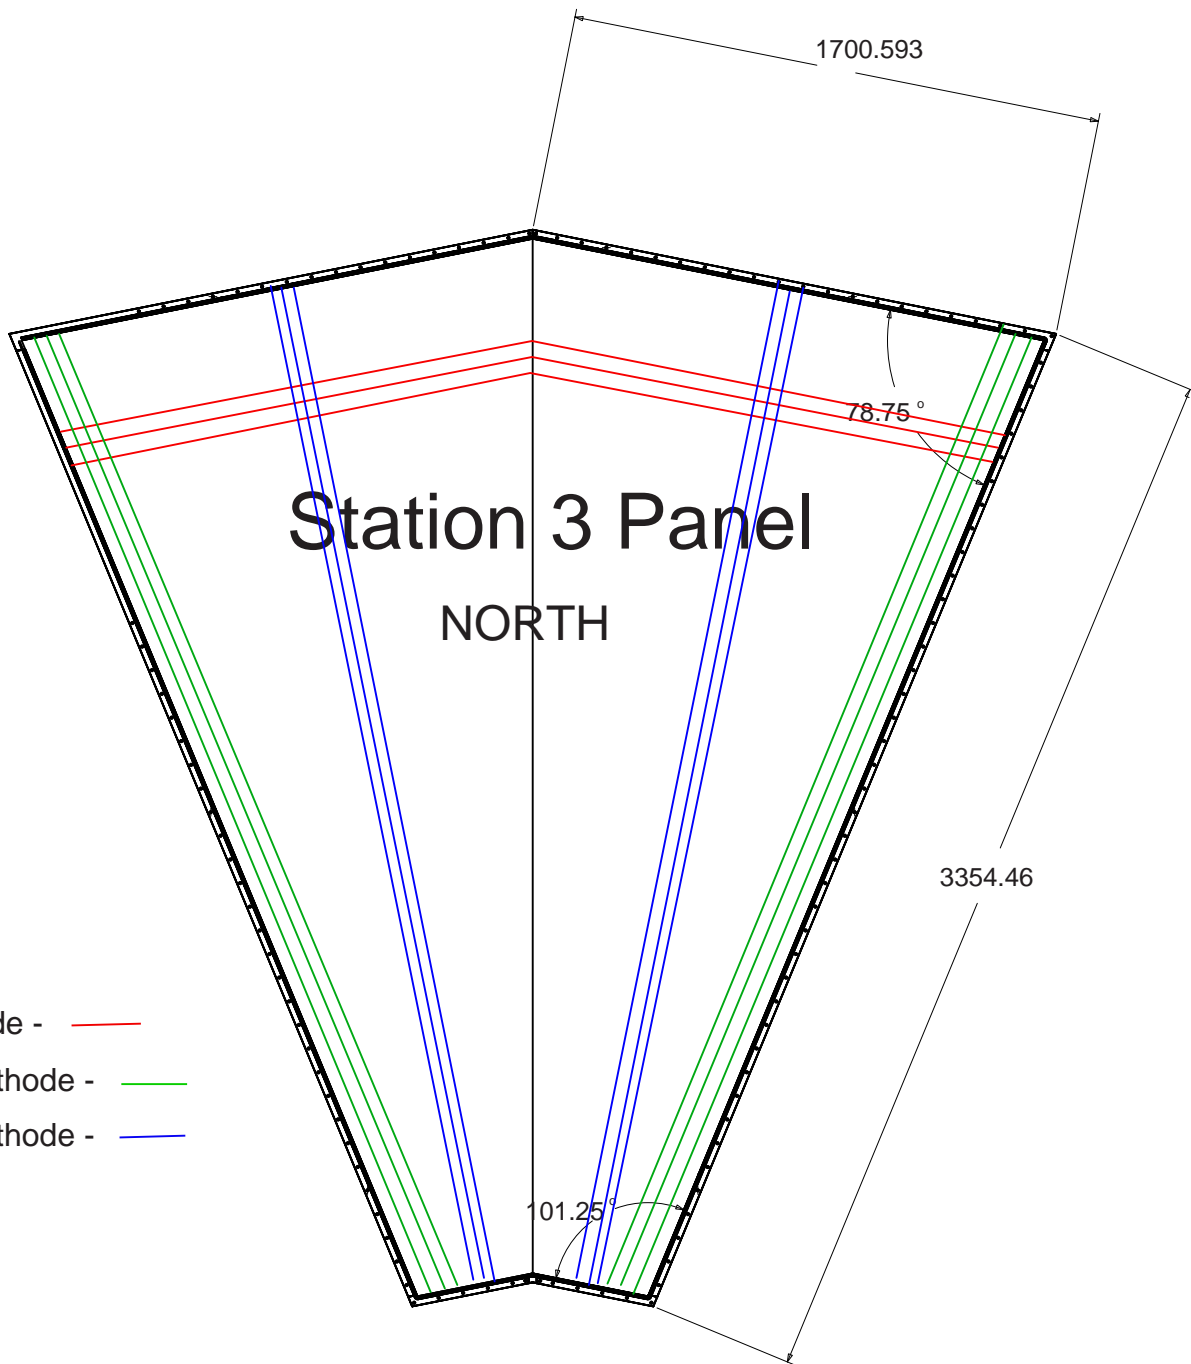 1700.593
78.75 °
Station 3 Panel
NORTH
3354.46
de -
thode -
thode -
101.25 °